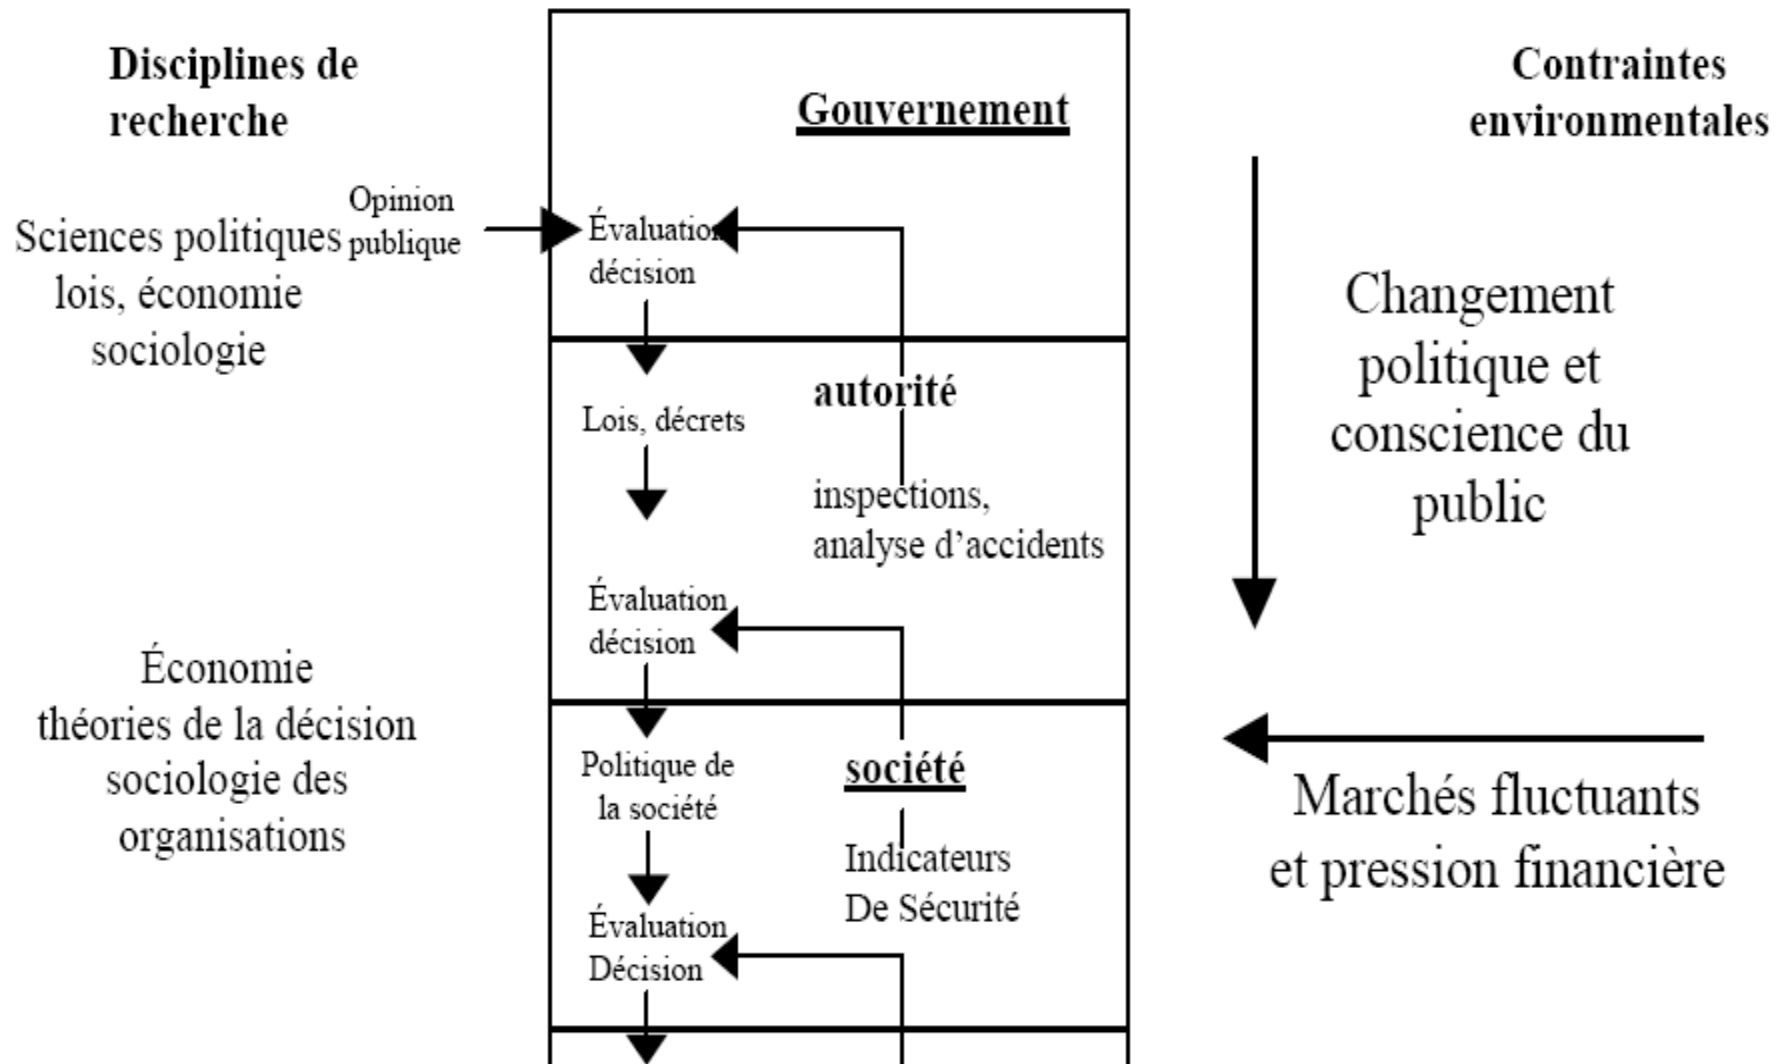 Disciplines de
recherche
Gouvernement
Contraintes
environmentales
Opinion
publique
Sciences politiques
lois, économie
sociologie
Évaluation
décision
Changement
politique et
conscience du
public
autorité
Lois, décrets
inspections,
analyse d’accidents
Évaluation
décision
Économie
théories de la décision
sociologie des
organisations
Politique de
la société
société
Indicateurs
De Sécurité
Marchés fluctuants
et pression financière
Évaluation
Décision